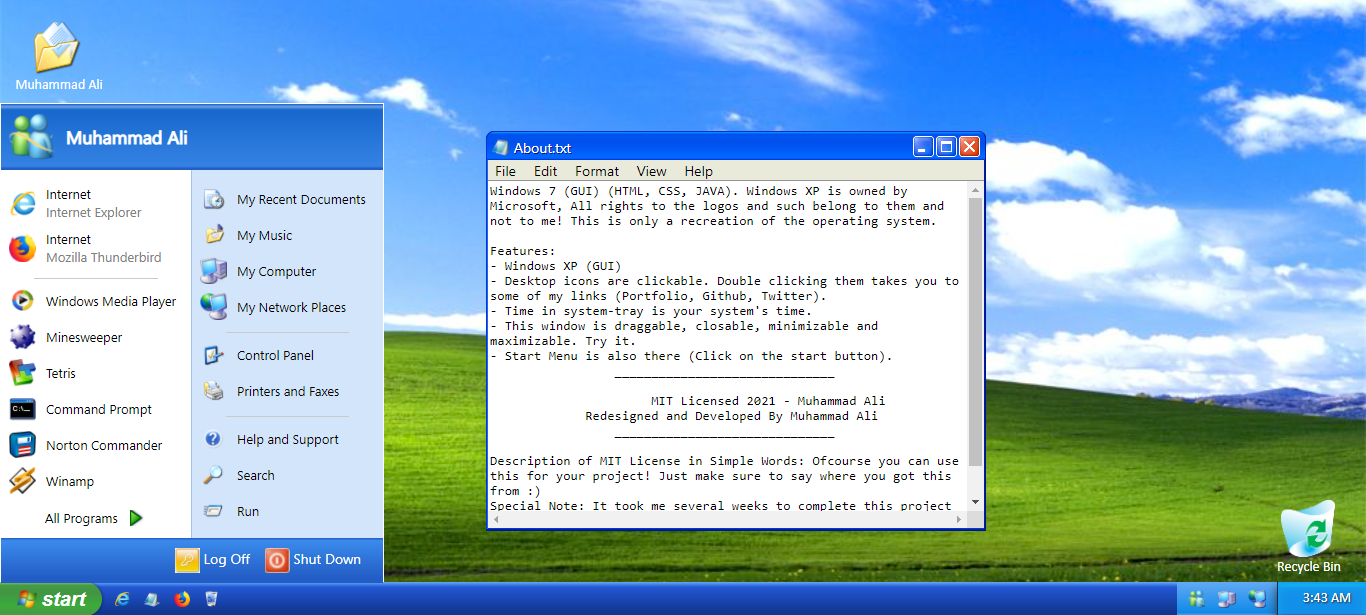 Muhammad Ali
Muhammad Ali
Internet
Internet Explorer
Internet
Mozilla Thunderbird
Windows Media Player
Minesweeper
Tetris
Command Prompt
Norton Commander
Winamp
All Programs
My Recent Documents
My Music
My Computer
My Network Places
Control Panel
Printers and Faxes
Help and Support
Search
Run
Log Off
Shut Down
About.txt
File Edit Format View Help
Windows 7 (GUI) (HTML, CSS, JAVA). Windows XP is owned by
Microsoft, All rights to the logos and such belong to them and
not to me! This is only a recreation of the operating system.
Features:
- Windows XP (GUI)
- Desktop icons are clickable. Double clicking them takes you to
some of my links (Portfolio, Github, Twitter).
- Time in system-tray is your system's time.
- This window is draggable, closable, minimizable and
maximizable. Try it.
- Start Menu is also there (Click on the start button).
______________________________
MIT Licensed 2021 - Muhammad Ali
Redesigned and Developed By Muhammad Ali
______________________________
Description of MIT License in Simple Words: Ofcourse you can use
this for your project! Just make sure to say where you got this
from :)
Special Note: It took me several weeks to complete this project
Recycle Bin
start
3:43 AM